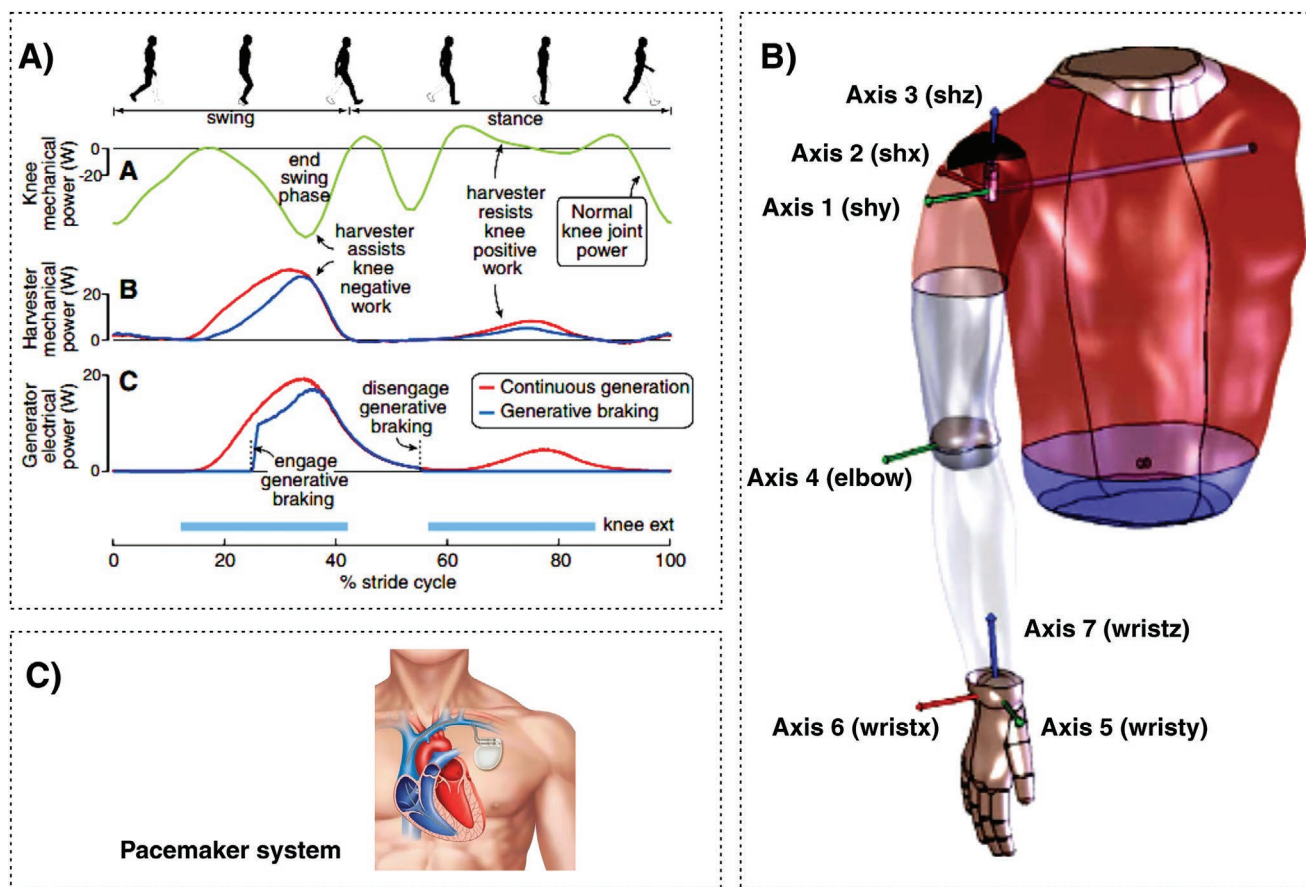 A)
swing
stance
Knee mechanical
power (W)
0
-20
A
end
swing
phase
harvester
assists
knee
negative
work
harvester
resists
knee
positive
work
Normal
knee joint
power
Harvester
mechanical
power (W)
20
0
B
Generator
electrical
power (W)
20
0
C
engage
generative
braking
disengage
generative
braking
Continuous generation
Generative braking
knee ext
0 20 40 60 80 100
% stride cycle
B)
Axis 3 (shz)
Axis 2 (shx)
Axis 1 (shy)
Axis 4 (elbow)
Axis 7 (wristz)
Axis 6 (wristx)
Axis 5 (wristy)
C)
Pacemaker system